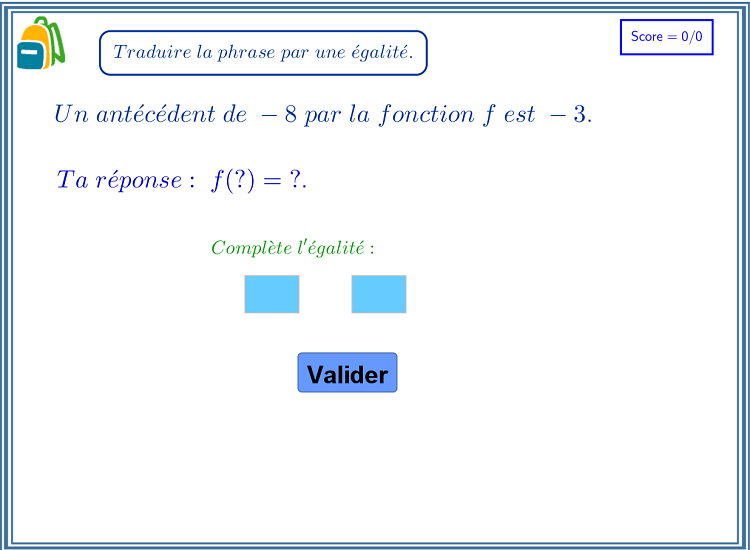 Traduire la phrase par une égalité.
Score = 0/0
Un antécédent de −8 par la fonction f est −3.
Ta réponse : f(?) = ?.
Complète l'égalité :
Valider